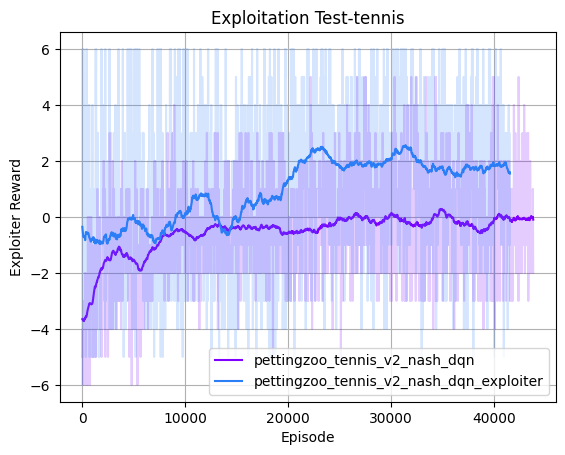 Exploitation Test-tennis
Exploiter Reward
6
4
2
0
−2
−4
−6
pettingzoo_tennis_v2_nash_dqn
pettingzoo_tennis_v2_nash_dqn_exploiter
0 10000 20000 30000 40000
Episode